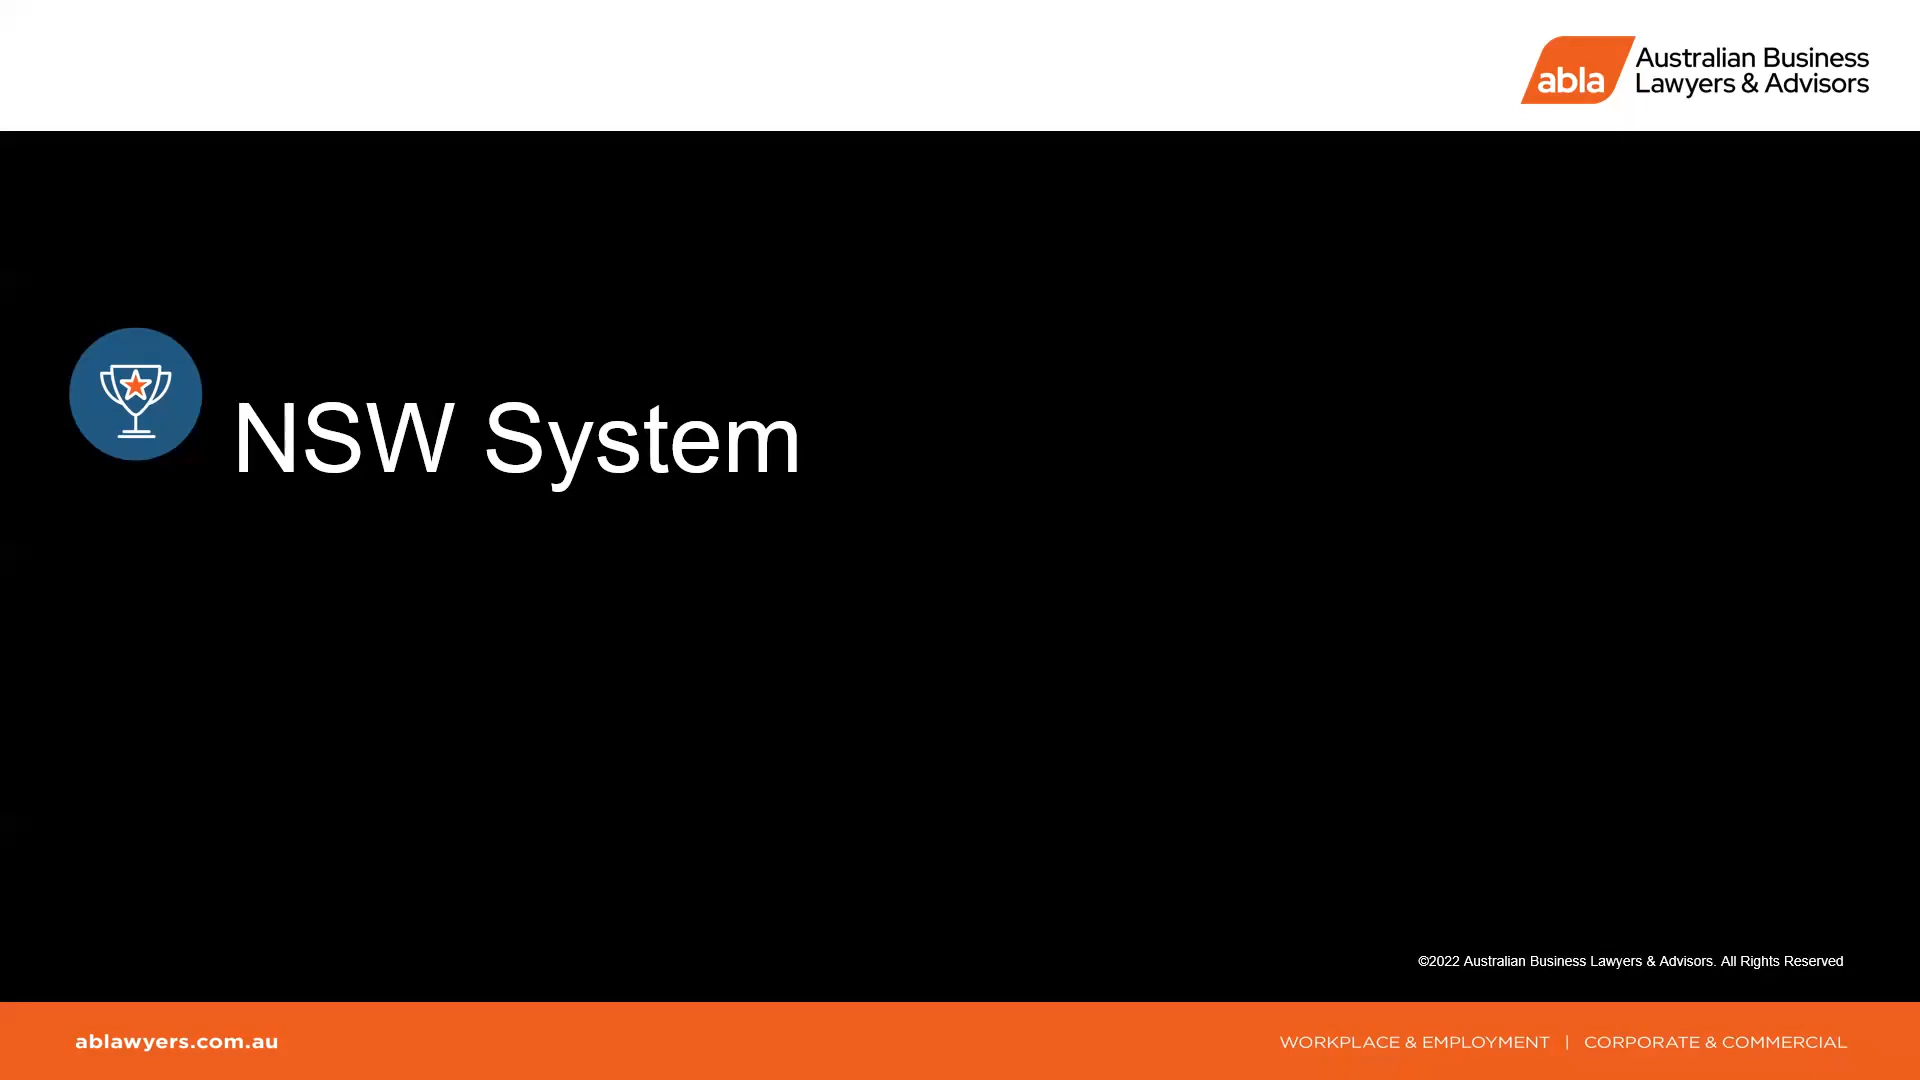 abla
Australian Business
Lawyers & Advisors
NSW System
©2022 Australian Business Lawyers & Advisors. All Rights Reserved
ablawyers.com.au
WORKPLACE & EMPLOYMENT | CORPORATE & COMMERCIAL